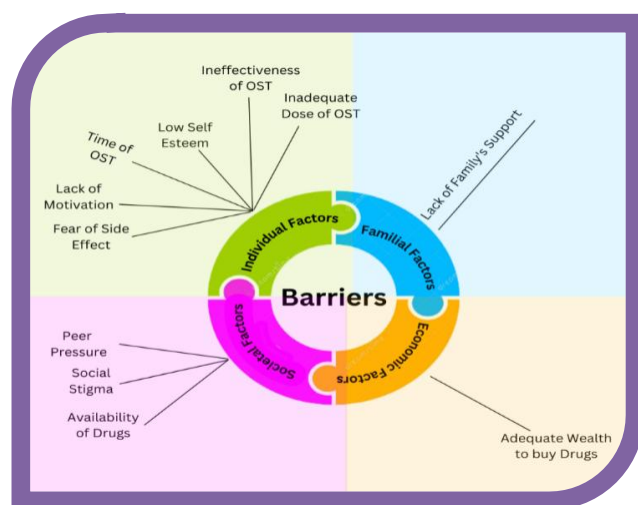 Ineffectiveness
of OST
Inadequate
Dose of OST
Low Self
Esteem
Time of
OST
Lack of
Motivation
Fear of Side
Effect
Individual Factors
Lack of Family's Support
Familial Factors
Barriers
Societal Factors
Economic Factors
Peer
Pressure
Social
Stigma
Availability
of Drugs
Adequate Wealth
to buy Drugs